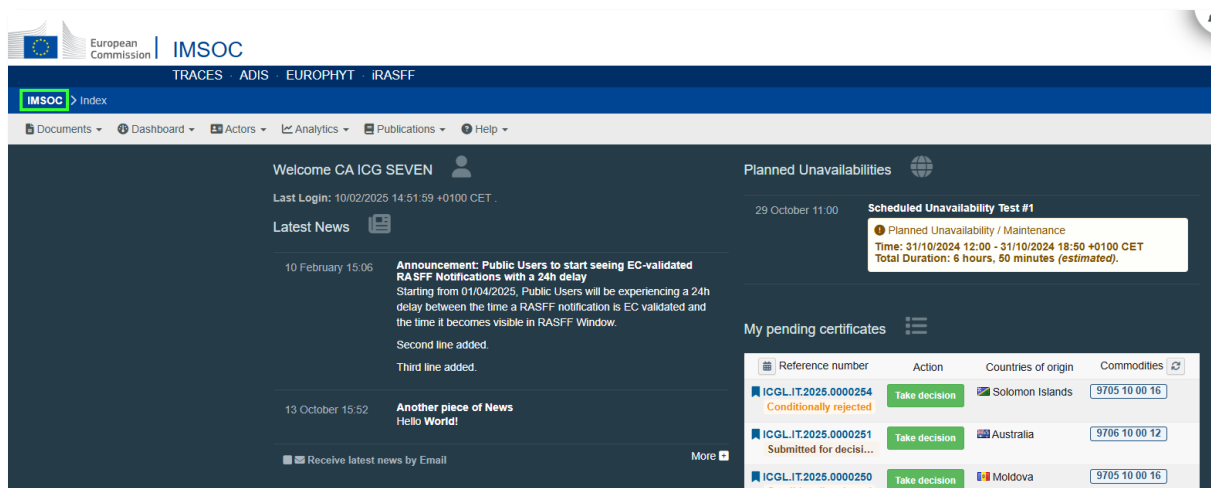 European
Commission
IMSOC
TRACES · ADIS · EUROPHYT · iRASFF
IMSOC > Index
Documents Dashboard Actors Analytics Publications Help
Welcome CA ICG SEVEN
Last Login: 10/02/2025 14:51:59 +0100 CET .
Latest News
10 February 15:06
Announcement: Public Users to start seeing EC-validated
RASFF Notifications with a 24h delay
Starting from 01/04/2025, Public Users will be experiencing a 24h
delay between the time a RASFF notification is EC validated and
the time it becomes visible in RASFF Window.
Second line added.
Third line added.
13 October 15:52
Another piece of News
Hello World!
Receive latest news by Email
More
Planned Unavailabilities
29 October 11:00
Scheduled Unavailability Test #1
Planned Unavailability / Maintenance
Time: 31/10/2024 12:00 - 31/10/2024 18:50 +0100 CET
Total Duration: 6 hours, 50 minutes (estimated).
My pending certificates
Reference number Action Countries of origin Commodities
ICGL.IT.2025.0000254 Take decision Solomon Islands 9705 10 00 16
Conditionally rejected
ICGL.IT.2025.0000251 Take decision Australia 9706 10 00 12
Submitted for decisi...
ICGL.IT.2025.0000250 Take decision Moldova 9705 10 00 16